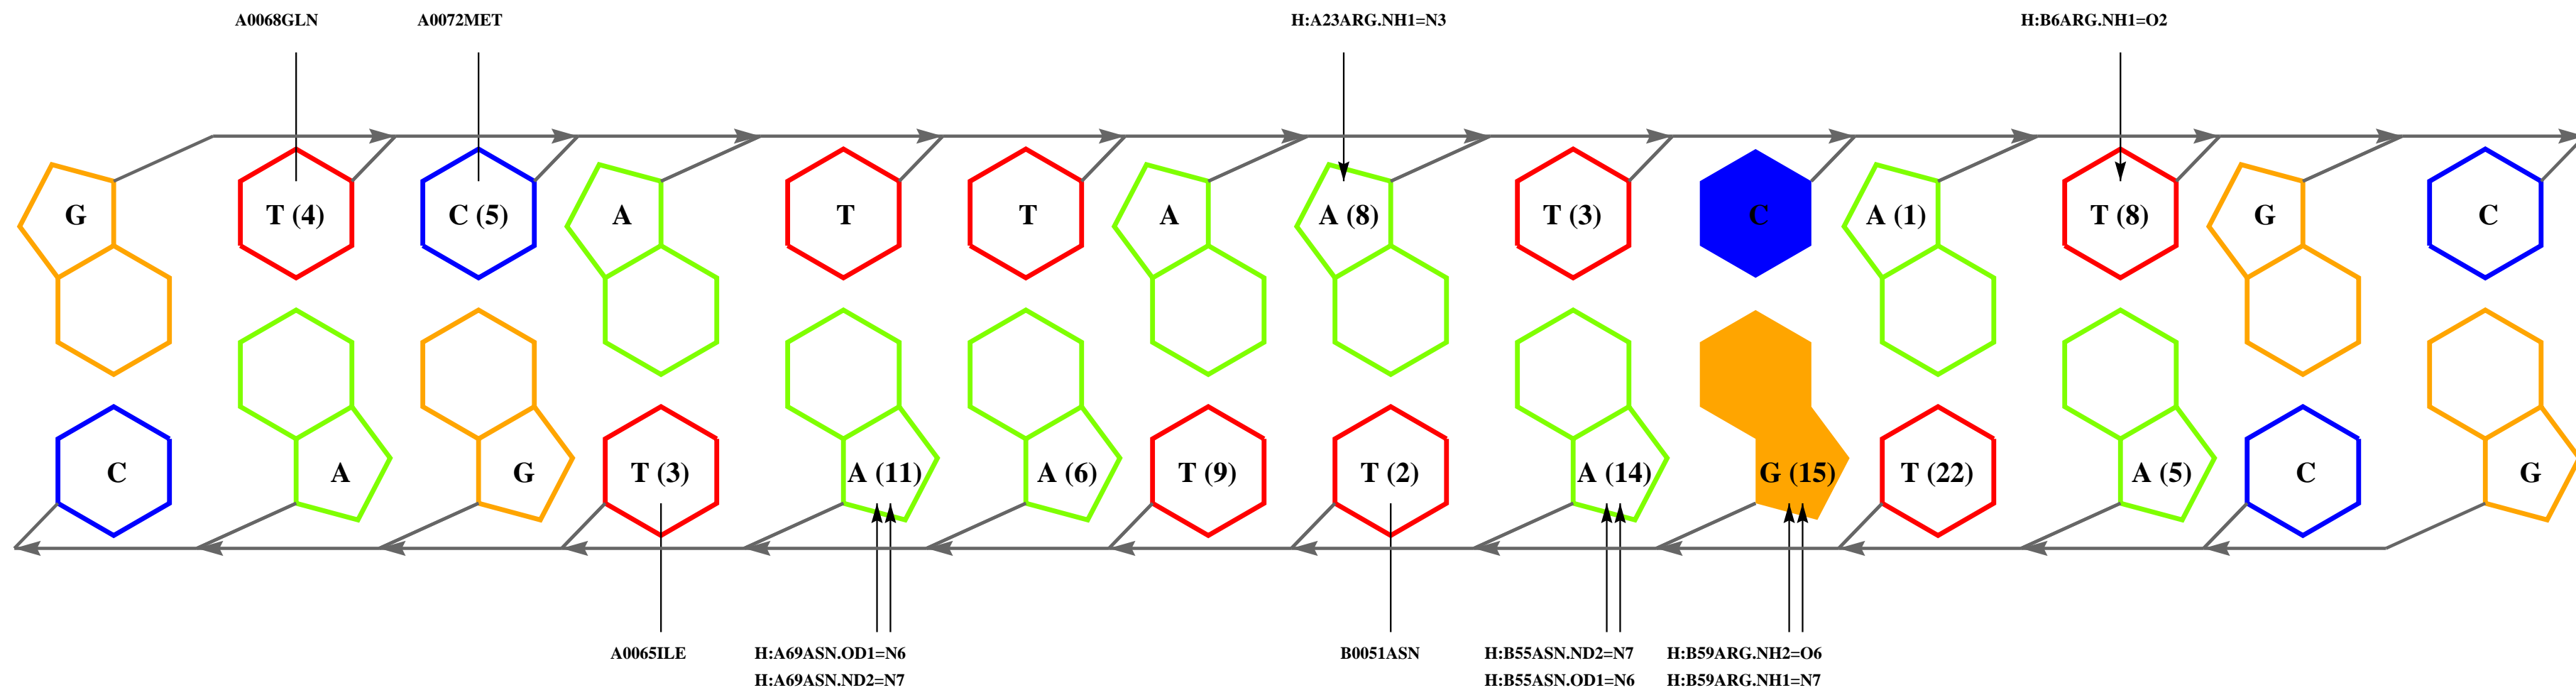 A0068GLN A0072MET H:A23ARG.NH1=N3 H:B6ARG.NH1=O2
G T (4) C (5) A T T A A (8) T (3) C A (1) T (8) G C
C A G T (3) A (11) A (6) T (9) T (2) A (14) G (15) T (22) A (5) C G
A0065ILE H:A69ASN.OD1=N6 B0051ASN H:B55ASN.ND2=N7 H:B59ARG.NH2=O6
H:A69ASN.ND2=N7 H:B55ASN.OD1=N6 H:B59ARG.NH1=N7